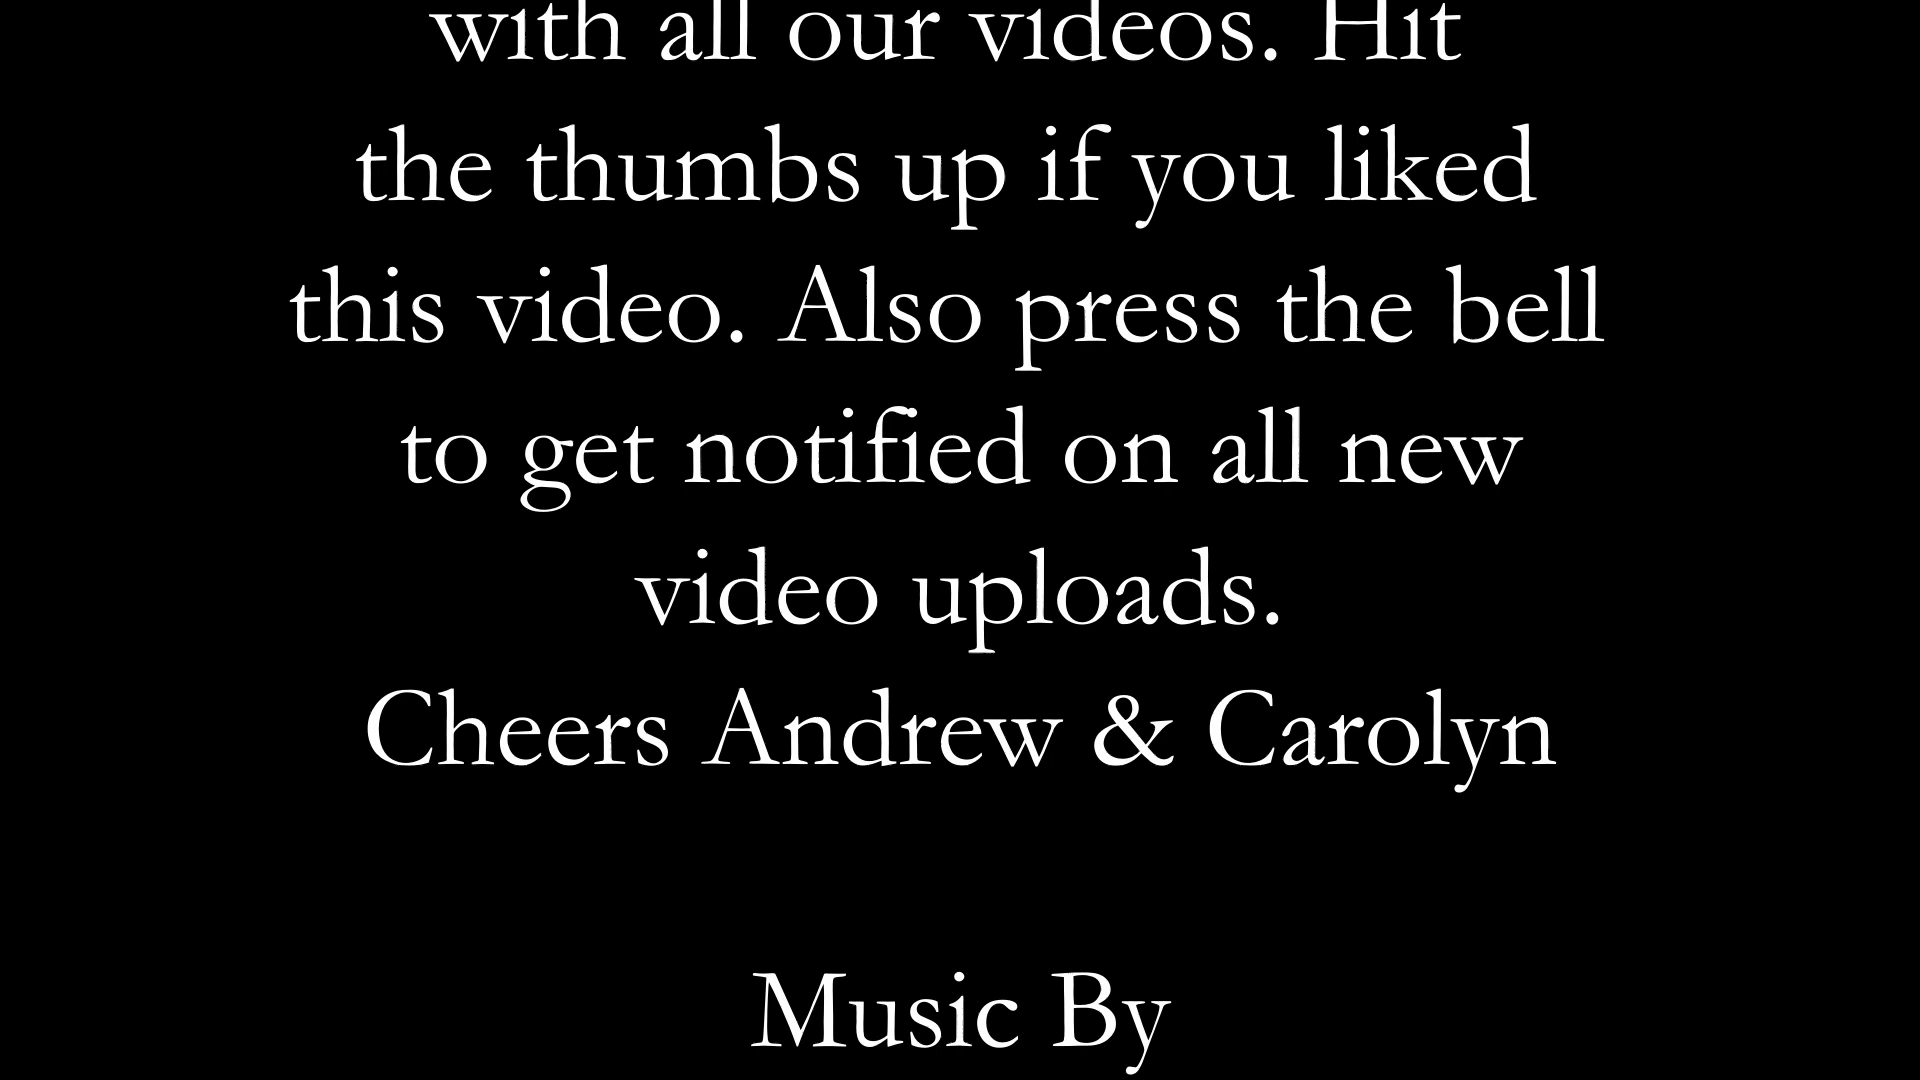 with all our videos. Hit
the thumbs up if you liked
this video. Also press the bell
to get notified on all new
video uploads.
Cheers Andrew & Carolyn
Music By